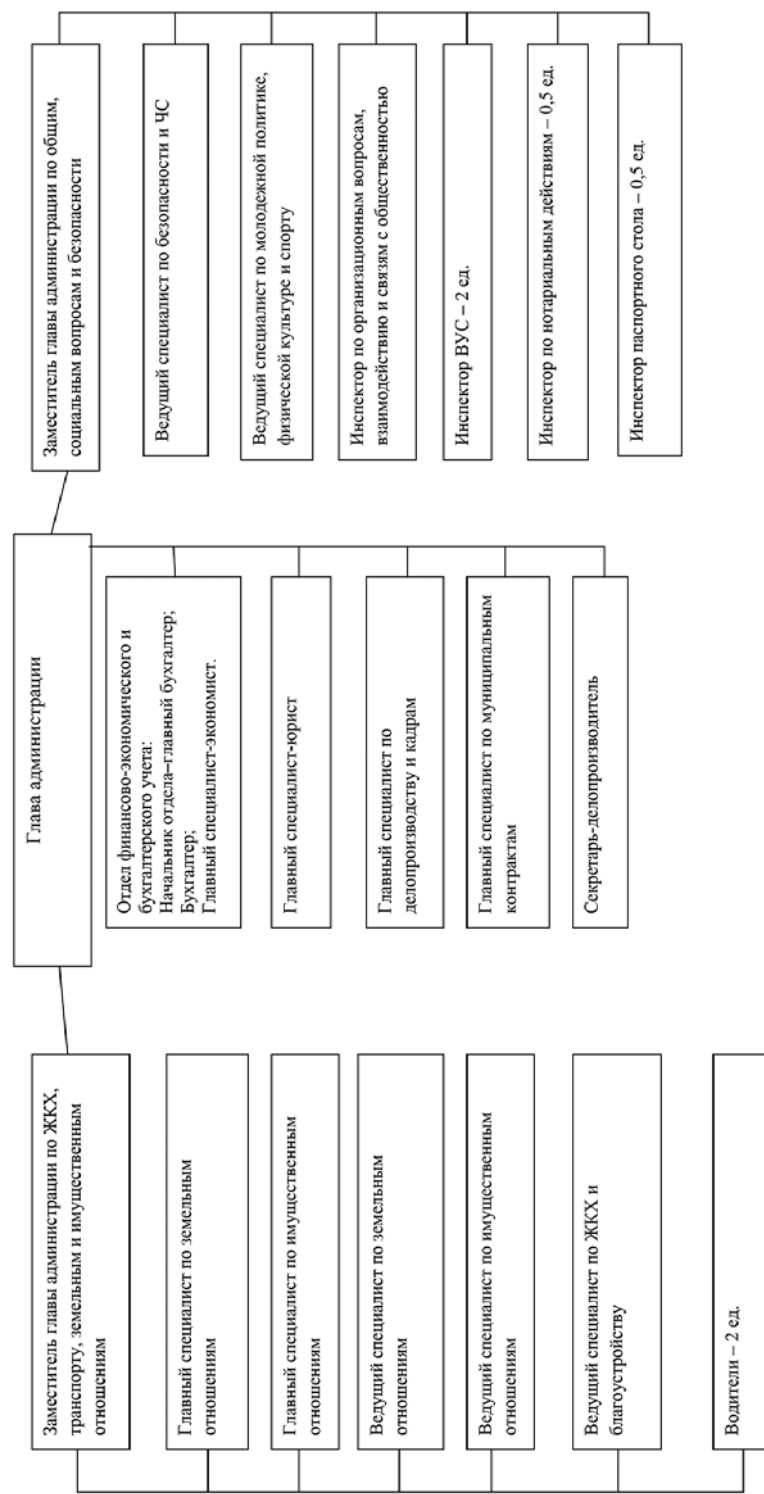 Глава администрации
Заместитель главы администрации по ЖКХ,
транспорту, земельным и имущественным
отношениям
Главный специалист по земельным
отношениям
Главный специалист по имущественным
отношениям
Ведущий специалист по земельным
отношениям
Ведущий специалист по имущественным
отношениям
Ведущий специалист по ЖКХ и
благоустройству
Водители – 2 ед.
Отдел финансово-экономического и
бухгалтерского учета:
Начальник отдела–главный бухгалтер;
Бухгалтер;
Главный специалист-экономист.
Главный специалист-юрист
Главный специалист по
делопроизводству и кадрам
Главный специалист по муниципальным
контрактам
Секретарь-делопроизводитель
Заместитель главы администрации по общим,
социальным вопросам и безопасности
Ведущий специалист по безопасности и ЧС
Ведущий специалист по молодежной политике,
физической культуре и спорту
Инспектор по организационным вопросам,
взаимодействию и связям с общественностью
Инспектор ВУС – 2 ед.
Инспектор по нотариальным действиям – 0,5 ед.
Инспектор паспортного стола – 0,5 ед.